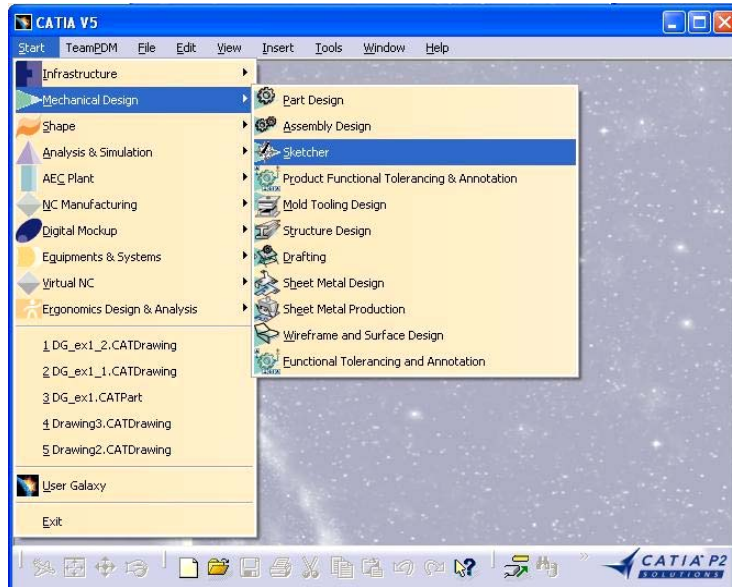 CATIA V5
Start TeamPDM File Edit View Insert Tools Window Help
Infrastructure
Mechanical Design
Shape
Analysis & Simulation
AEC Plant
NC Manufacturing
Digital Mockup
Equipments & Systems
Virtual NC
Ergonomics Design & Analysis
1 DG_ex1_2.CATDrawing
2 DG_ex1_1.CATDrawing
3 DG_ex1.CATPart
4 Drawing3.CATDrawing
5 Drawing2.CATDrawing
User Galaxy
Exit
Part Design
Assembly Design
Sketcher
Product Functional Tolerancing & Annotation
Mold Tooling Design
Structure Design
Drafting
Sheet Metal Design
Sheet Metal Production
Wireframe and Surface Design
Functional Tolerancing and Annotation
CATIA P2
SOLUTIONS